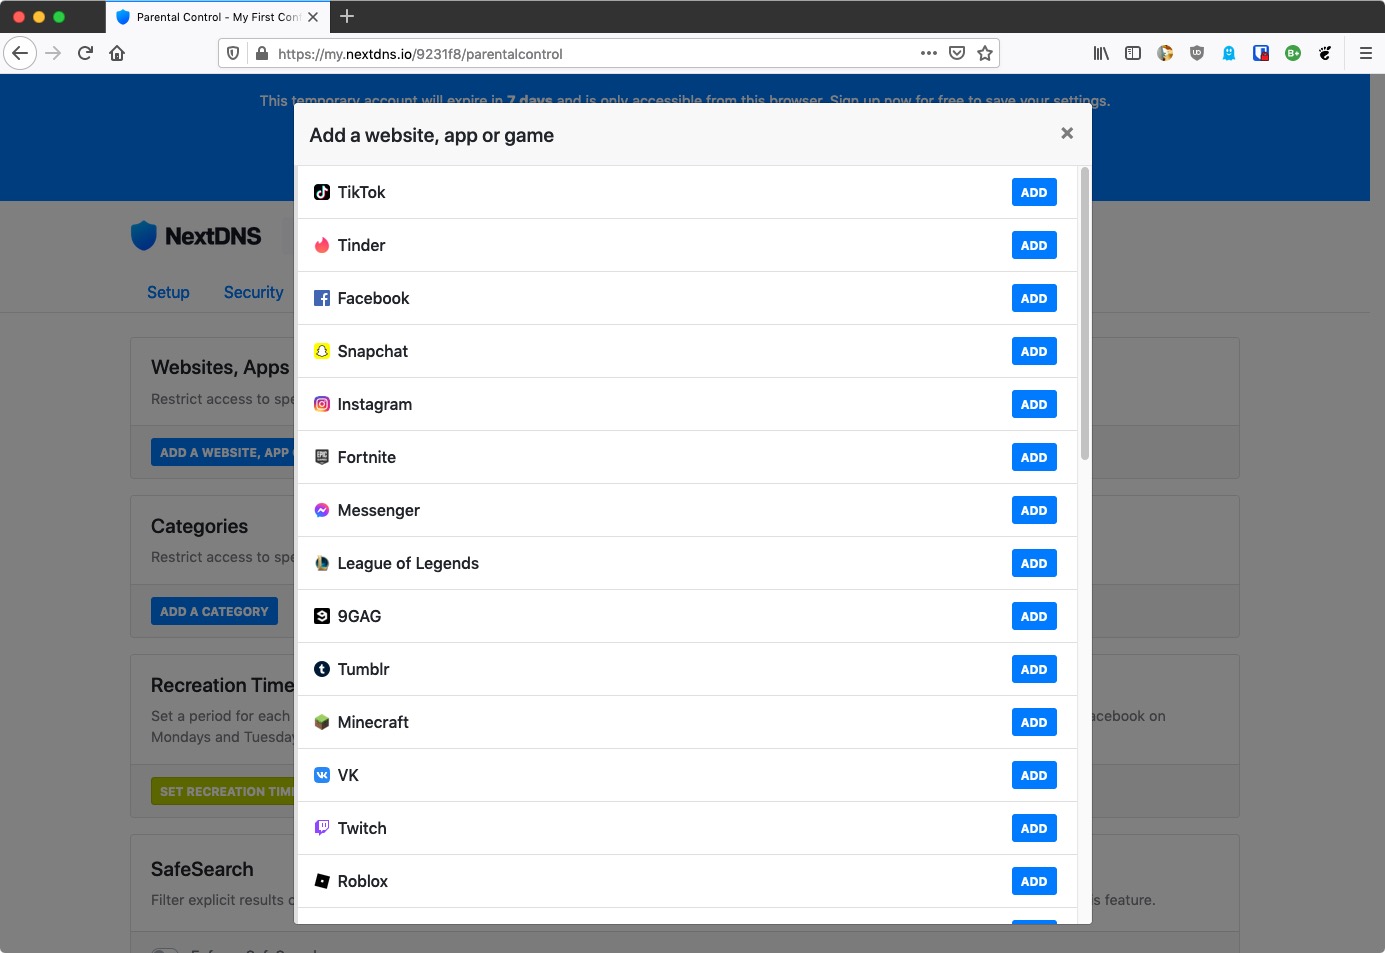 Parental Control - My First Con
https://my.nextdns.io/9231f8/parentalcontrol
This temporary account will expire in 7 days and is only accessible from this browser. Sign up now for free to save your settings.
Add a website, app or game
NextDNS
Setup Security
TikTok ADD
Tinder ADD
Facebook ADD
Snapchat ADD
Instagram ADD
Fortnite ADD
Messenger ADD
League of Legends ADD
9GAG ADD
Tumblr ADD
Minecraft ADD
VK ADD
Twitch ADD
Roblox ADD
Websites, Apps
Restrict access to spe
ADD A WEBSITE, APP
Categories
Restrict access to spe
ADD A CATEGORY
Recreation Time
Set a period for each acebook on
Mondays and Tuesday
SET RECREATION TIM
SafeSearch
Filter explicit results s feature.